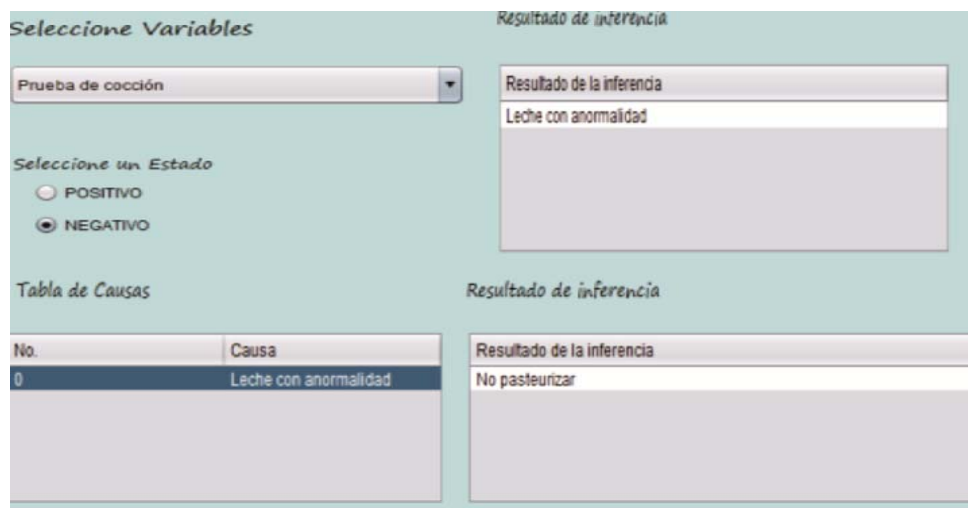 Seleccione Variables
Prueba de cocción
Seleccione un Estado
POSITIVO
NEGATIVO
Resultado de inferencia
Resultado de la inferencia
Leche con anormalidad
Tabla de Causas
No. Causa
0 Leche con anormalidad
Resultado de inferencia
Resultado de la inferencia
No pasteurizar